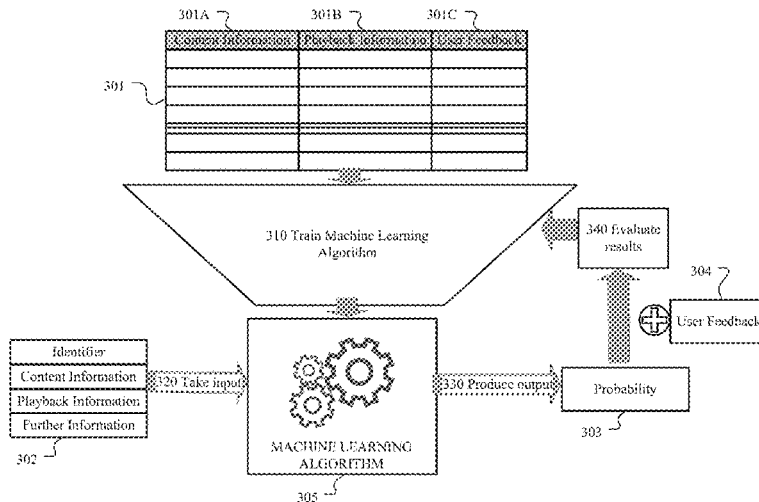 301A 301B 301C
Content Information Playback Information User Feedback
301
310 Train Machine Learning
Algorithm
340 Evaluate
results
304
User Feedback
Identifier
Content Information
Playback Information
Further Information
302
320 Take input
MACHINE LEARNING
ALGORITHM
305
330 Produce output
Probability
303